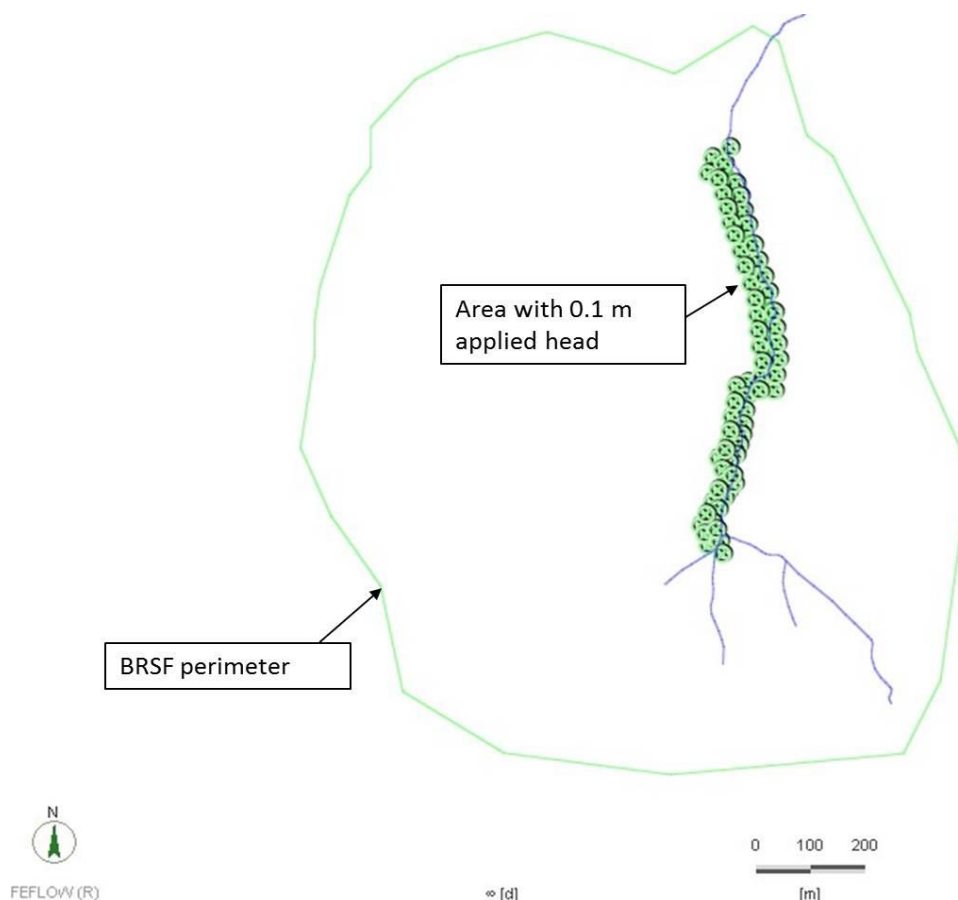 Area with 0.1 m
applied head
BRSF perimeter
N
FEFLOW (R)
∞ [d]
0 100 200
[m]